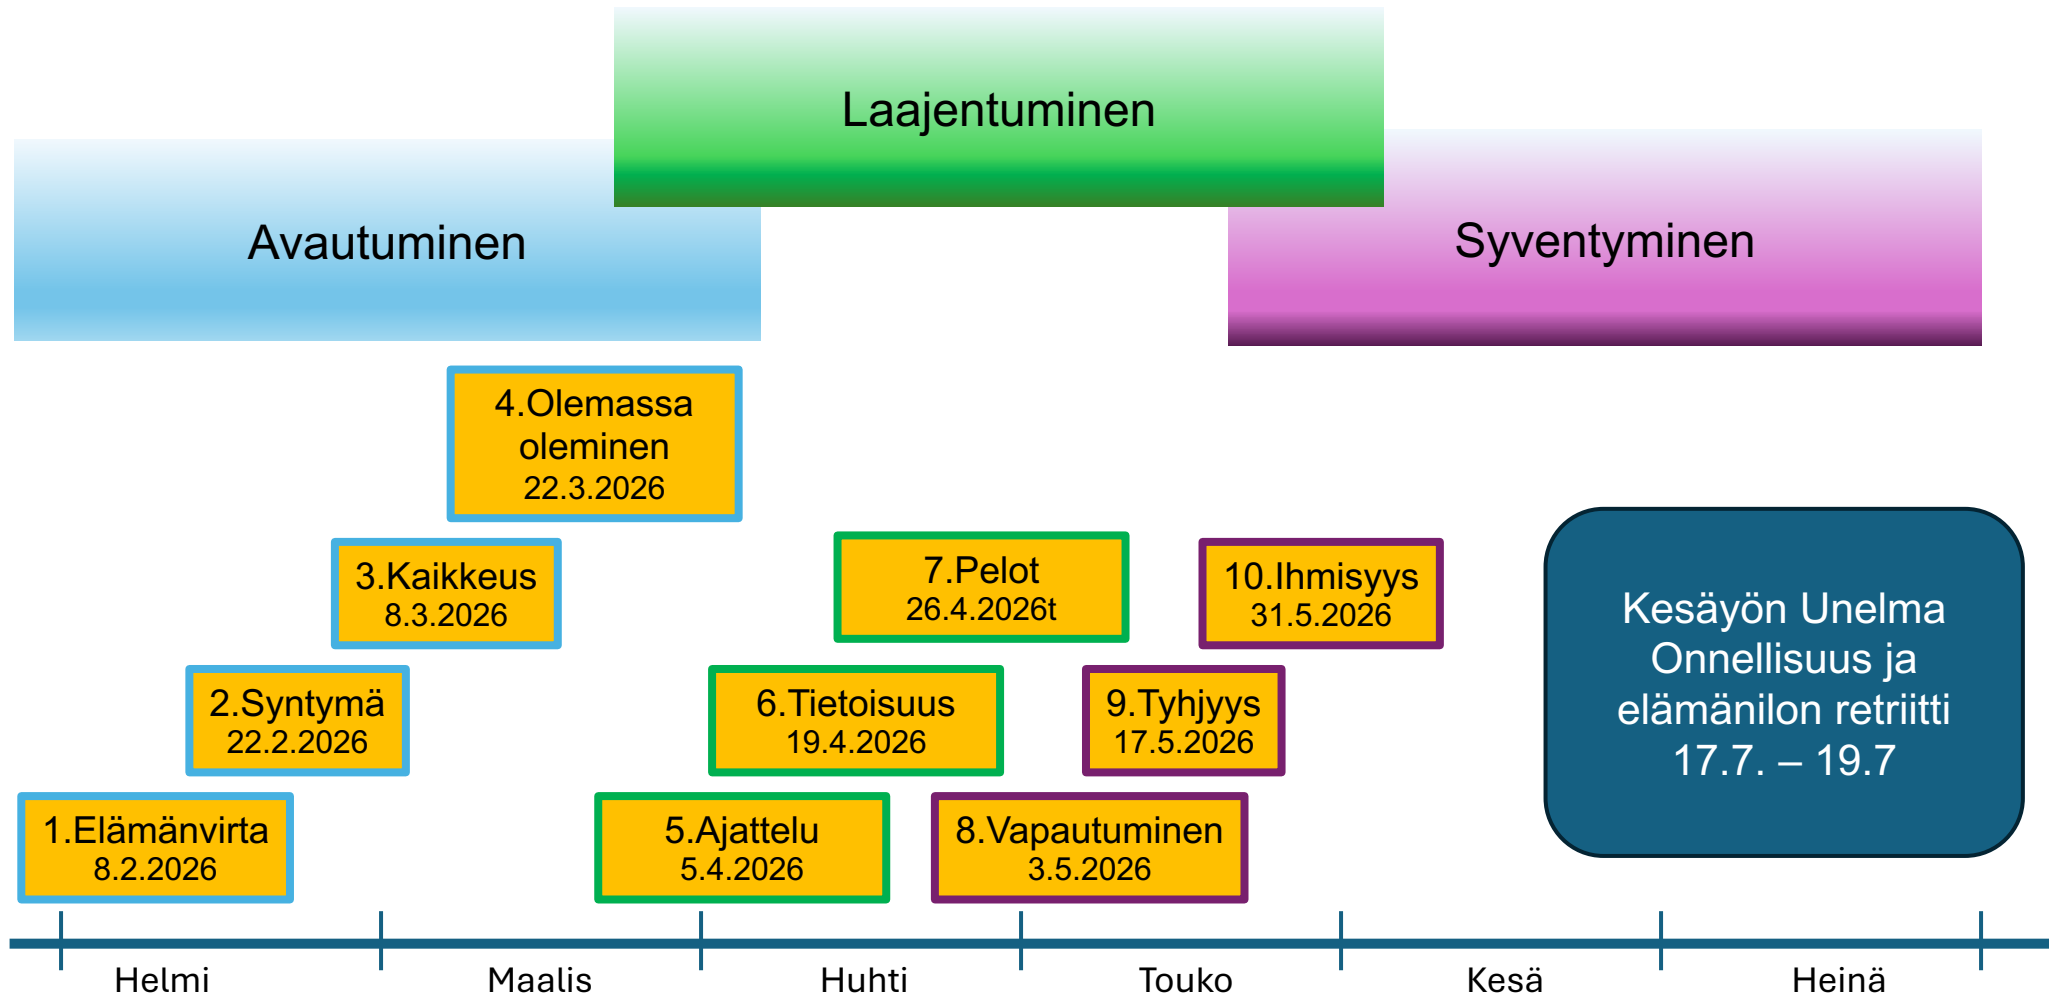 Laajentuminen
Avautuminen
Syventyminen
4.Olemassa
oleminen
22.3.2026
3.Kaikkeus
8.3.2026
7.Pelot
26.4.2026t
10.Ihmisyys
31.5.2026
2.Syntymä
22.2.2026
6.Tietoisuus
19.4.2026
9.Tyhjyys
17.5.2026
1.Elämänvirta
8.2.2026
5.Ajattelu
5.4.2026
8.Vapautuminen
3.5.2026
Kesäyön Unelma
Onnellisuus ja
elämänilon retriitti
17.7. – 19.7
Helmi
Maalis
Huhti
Touko
Kesä
Heinä